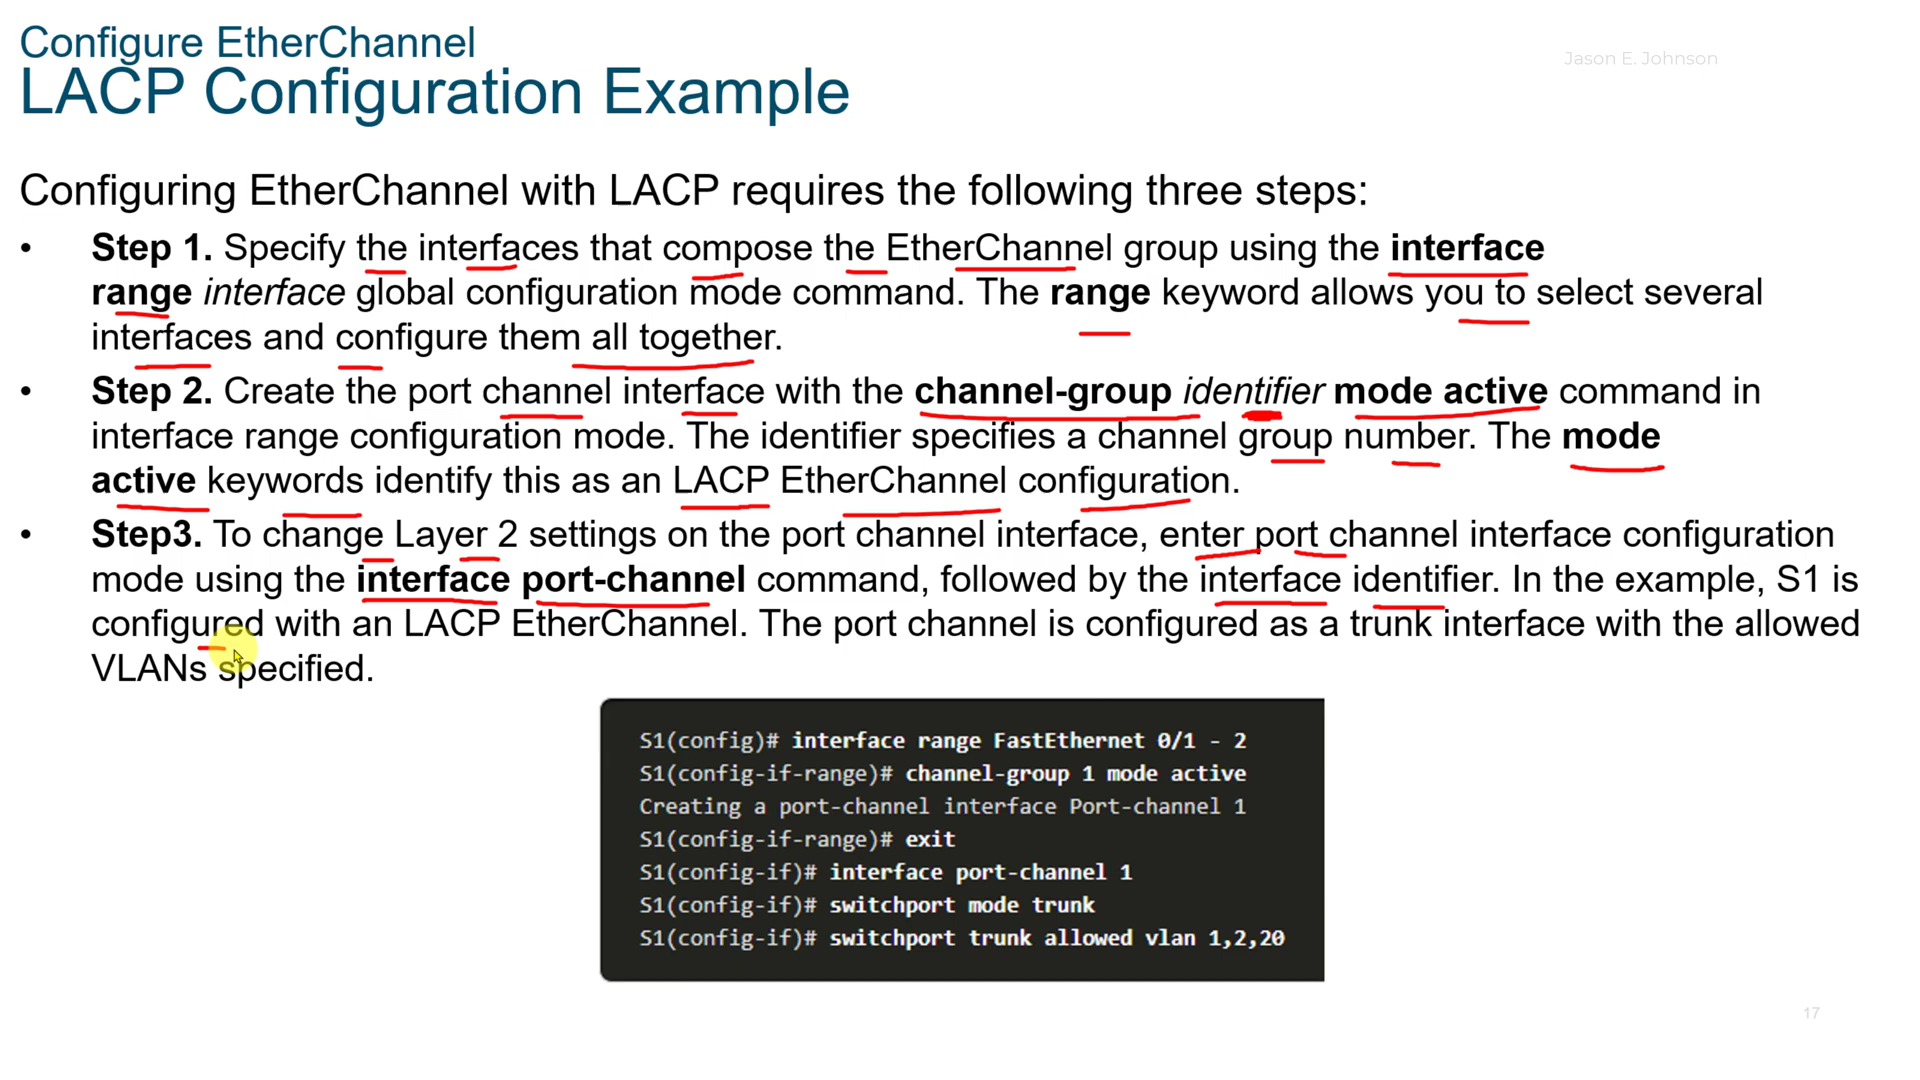 Configure EtherChannel
Jason E. Johnson
LACP Configuration Example
Configuring EtherChannel with LACP requires the following three steps:
• Step 1. Specify the interfaces that compose the EtherChannel group using the interface
range interface global configuration mode command. The range keyword allows you to select several
interfaces and configure them all together.
• Step 2. Create the port channel interface with the channel-group identifier mode active command in
interface range configuration mode. The identifier specifies a channel group number. The mode
active keywords identify this as an LACP EtherChannel configuration.
• Step3. To change Layer 2 settings on the port channel interface, enter port channel interface configuration
mode using the interface port-channel command, followed by the interface identifier. In the example, S1 is
configured with an LACP EtherChannel. The port channel is configured as a trunk interface with the allowed
VLANs specified.
S1(config)# interface range FastEthernet 0/1 - 2
S1(config-if-range)# channel-group 1 mode active
Creating a port-channel interface Port-channel 1
S1(config-if-range)# exit
S1(config-if)# interface port-channel 1
S1(config-if)# switchport mode trunk
S1(config-if)# switchport trunk allowed vlan 1,2,20
17